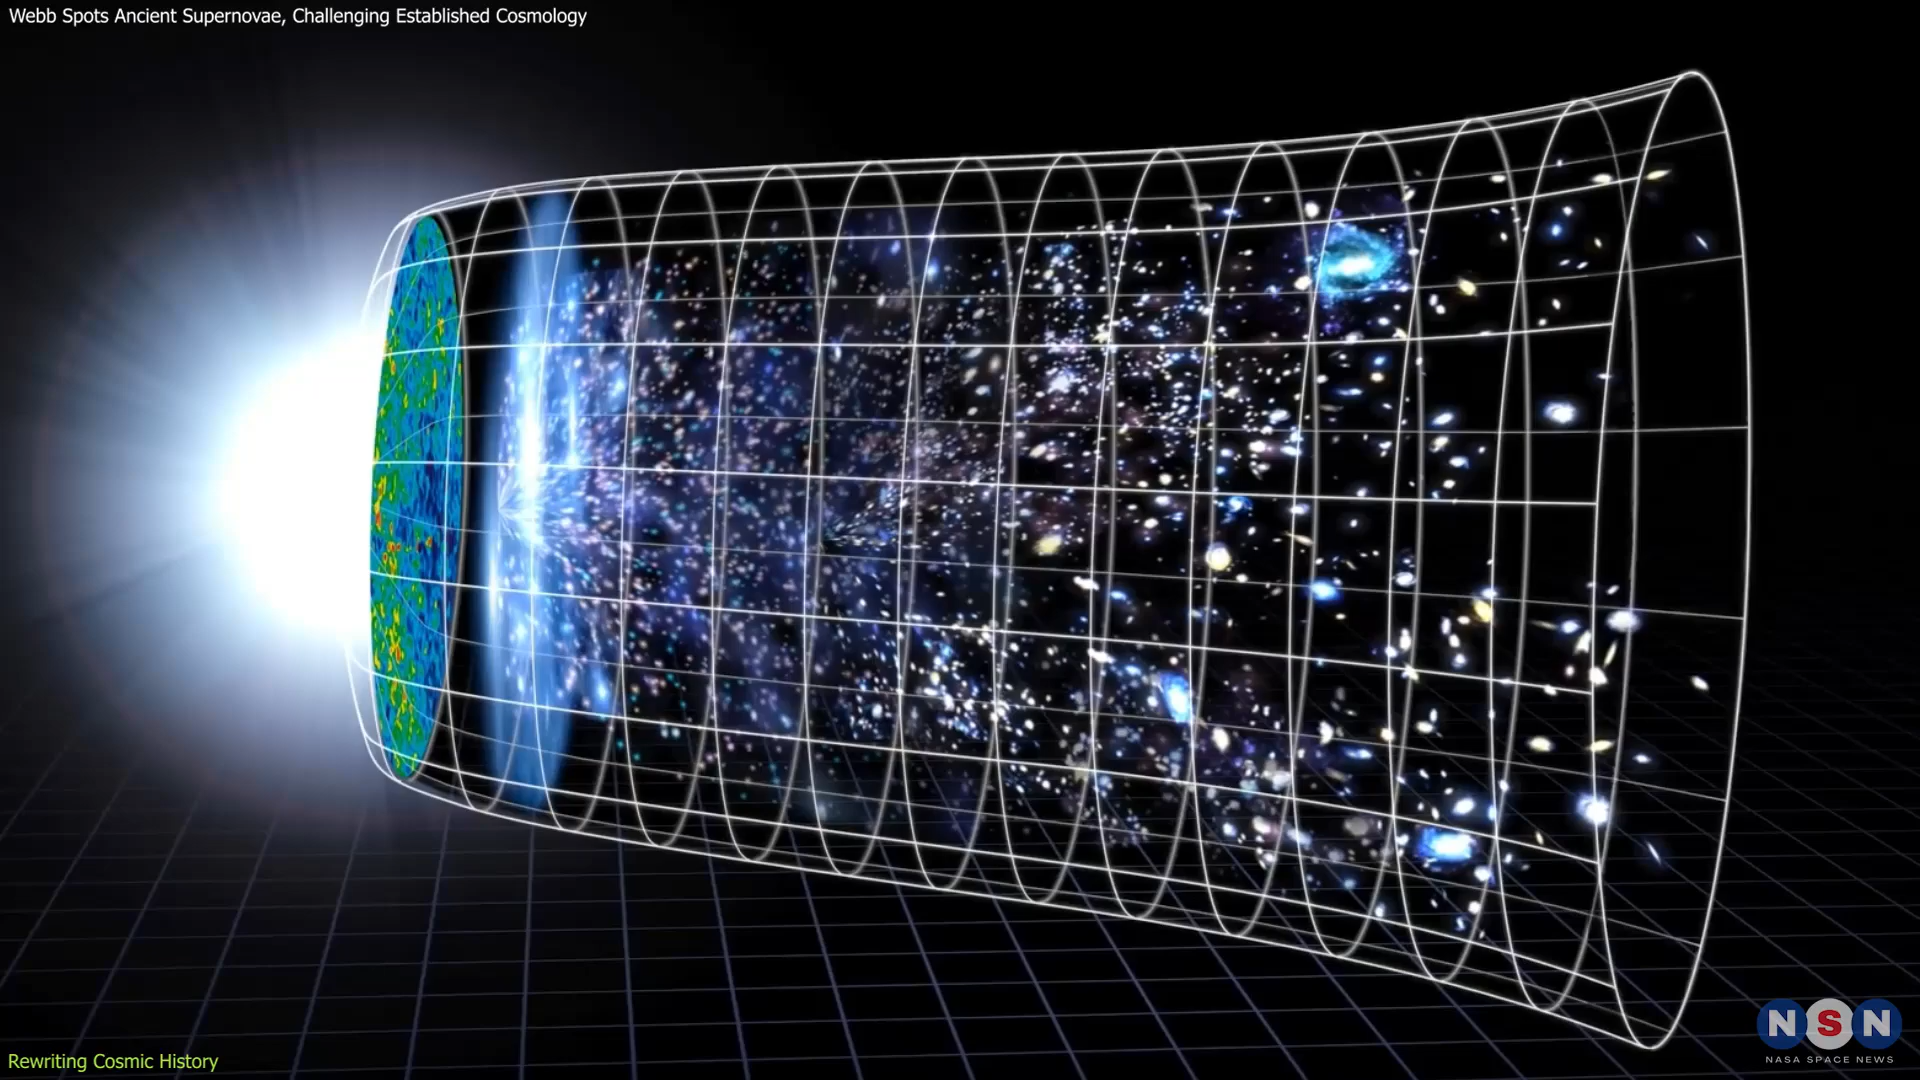 Webb Spots Ancient Supernovae, Challenging Established Cosmology
Rewriting Cosmic History
NSN
NASA SPACE NEWS